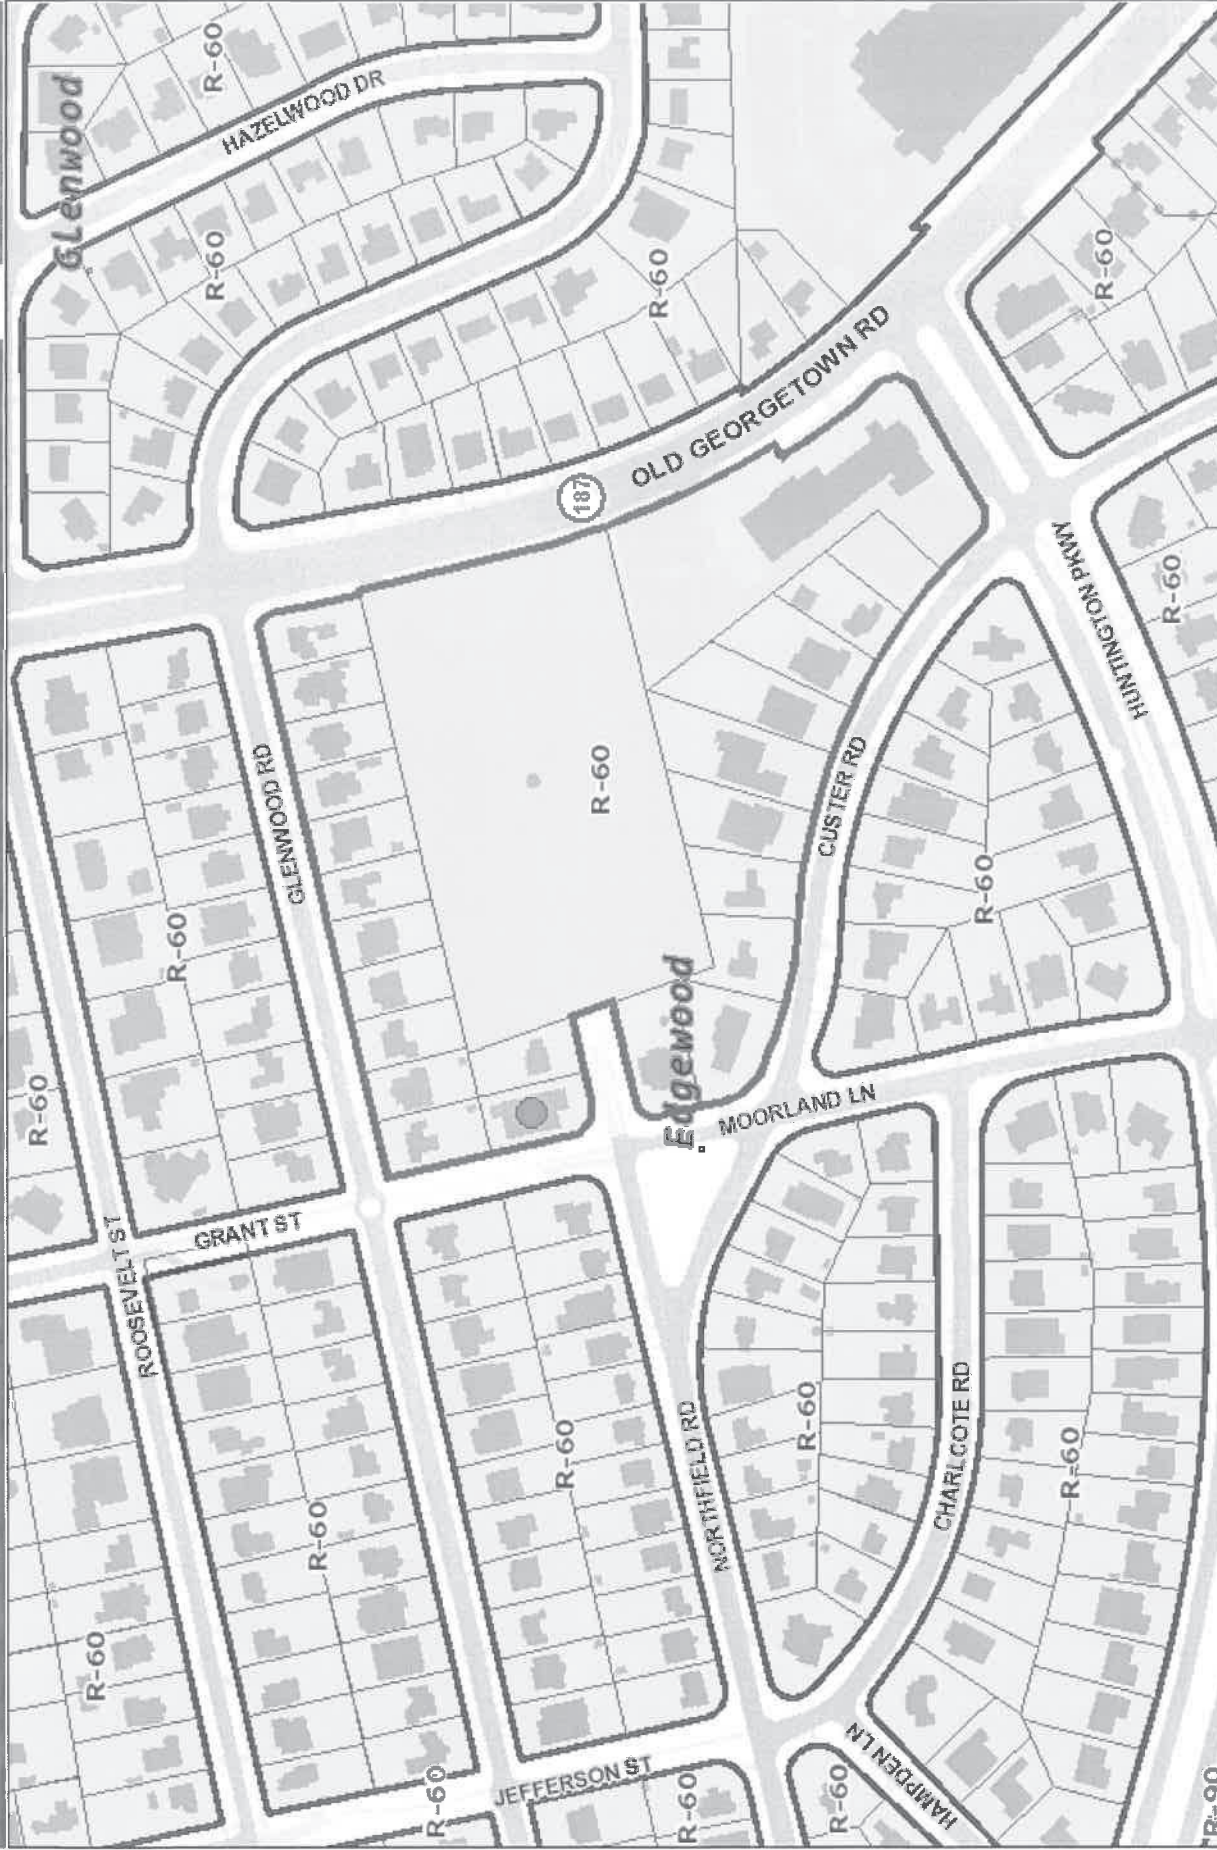 R-60
HAZELWOOD DR
Glenwood
R-60
R-60
R-60
OLD GEORGETOWN RD
187
HUNTINGTON PKWY
R-60
GLENWOOD RD
R-60
CUSTER RD
R-60
R-60
R-60
Edgewood
MOORLAND LN
ROOSEVELT ST
GRANT ST
R-60
NORTHFIELD RD
R-60
CHARLCOTE RD
R-60
R-60
R-60
JEFFERSON ST
R-60
R-60
R-60
HAMPDEN LN
R-90